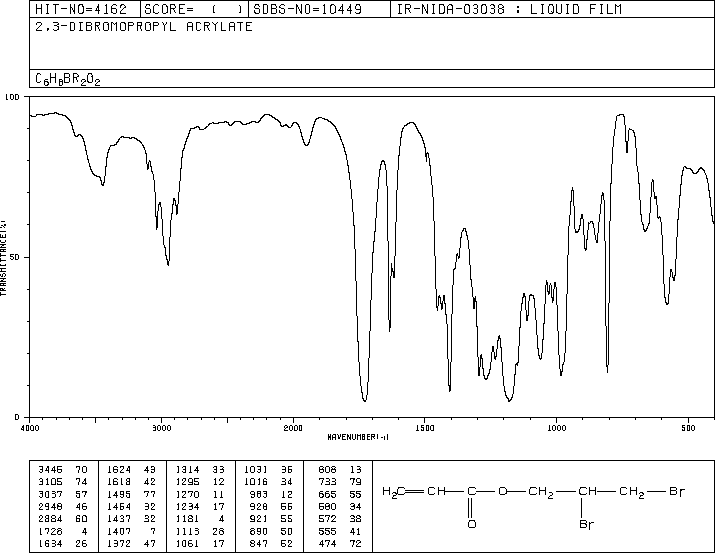 HIT-NO=4162 SCORE= ( ) SDBS-NO=10449 IR-NIDA-03038 : LIQUID FILM
2,3-DIBROMOPROPYL ACRYLATE
C6H8BR2O2
100
50
0
TRANSMITTANCE(%)
4000 3000 2000 1500 1000 500
WAVENUMBER(-1)
3445 70 1624 49 1314 33 1031 36 808 13
3105 74 1618 42 1295 12 1016 34 733 79
3037 57 1495 77 1270 11 983 12 665 55
2948 46 1454 32 1234 17 928 55 580 34
2884 60 1437 32 1181 4 921 55 572 38
1728 4 1407 7 1113 28 890 50 555 41
1634 26 1372 47 1061 17 847 52 474 72
H2C=CH—C—O—CH2—CH—CH2—Br
O
Br